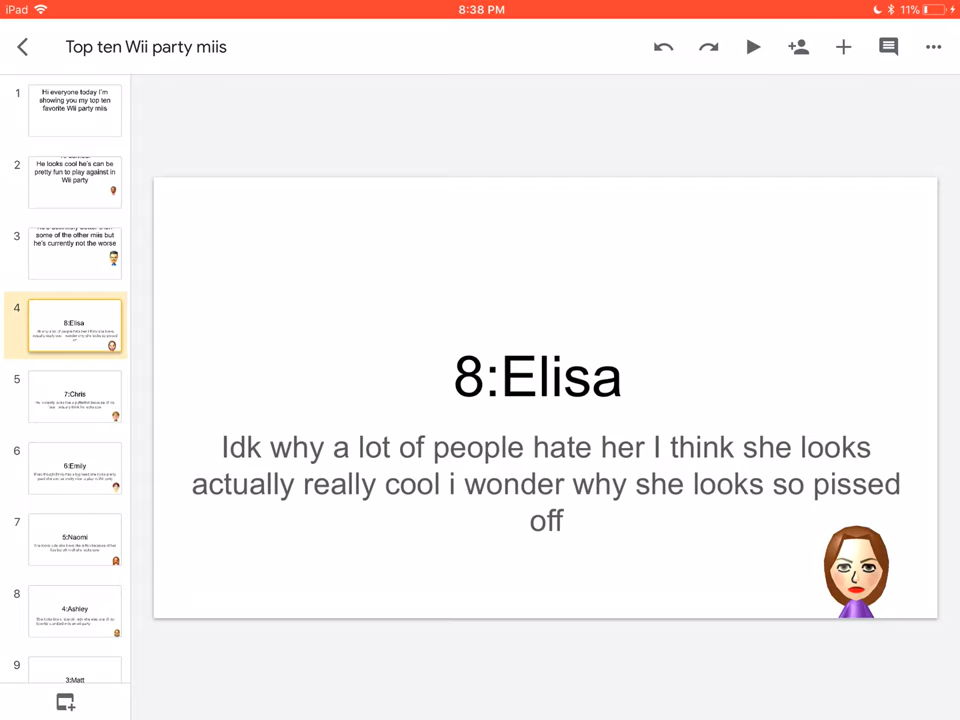 iPad
8:38 PM
11%
Top ten Wii party miis
1
Hi everyone today I'm
showing you my top ten
favorite Wii party miis
2
He looks cool he's can be
pretty fun to play against in
Wii party
3
some of the other miis but
he's currently not the worse
4
8:Elisa
5
7:Chris
6
6:Emily
7
5:Naomi
8
4:Ashley
9
3:Matt
8:Elisa
Idk why a lot of people hate her I think she looks
actually really cool i wonder why she looks so pissed
off